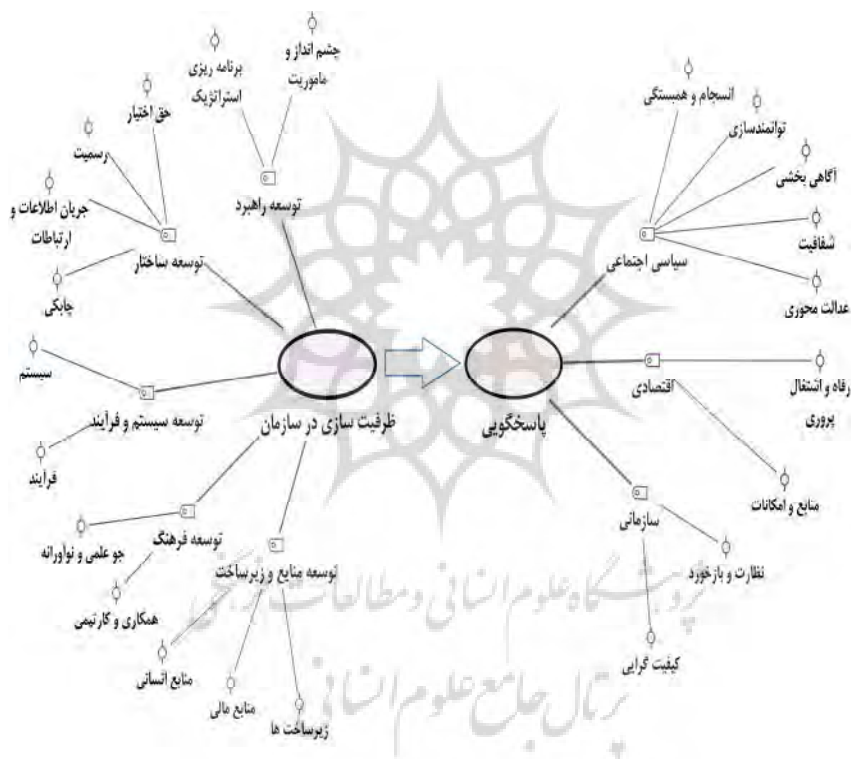 چشم انداز و
ماموریت
برنامه ریزی
استراتژیک
توسعه راهبرد
حق اختیار
رسمیت
جریان اطلاعات و
ارتباطات
چابکی
توسعه ساختار
سیستم
فرآیند
توسعه سیستم و فرآیند
جو علمی و نوآورانه
همکاری و کارتیمی
توسعه فرهنگ
منابع انسانی
منابع مالی
زیرساخت ها
توسعه منابع و زیرساخت
ظرفیت سازی در سازمان
پاسخگویی
انسجام و همبستگی
توانمندسازی
آگاهی بخشی
شفافیت
عدالت محوری
سیاسی اجتماعی
اقتصادی
رفاه و اشتغال
پروری
منابع و امکانات
سازمانی
نظارت و بازخورد
کیفیت گرایی
پژوهشگاه علوم انسانی و مطالعات فرهنگی
پرتال جامع علوم انسانی